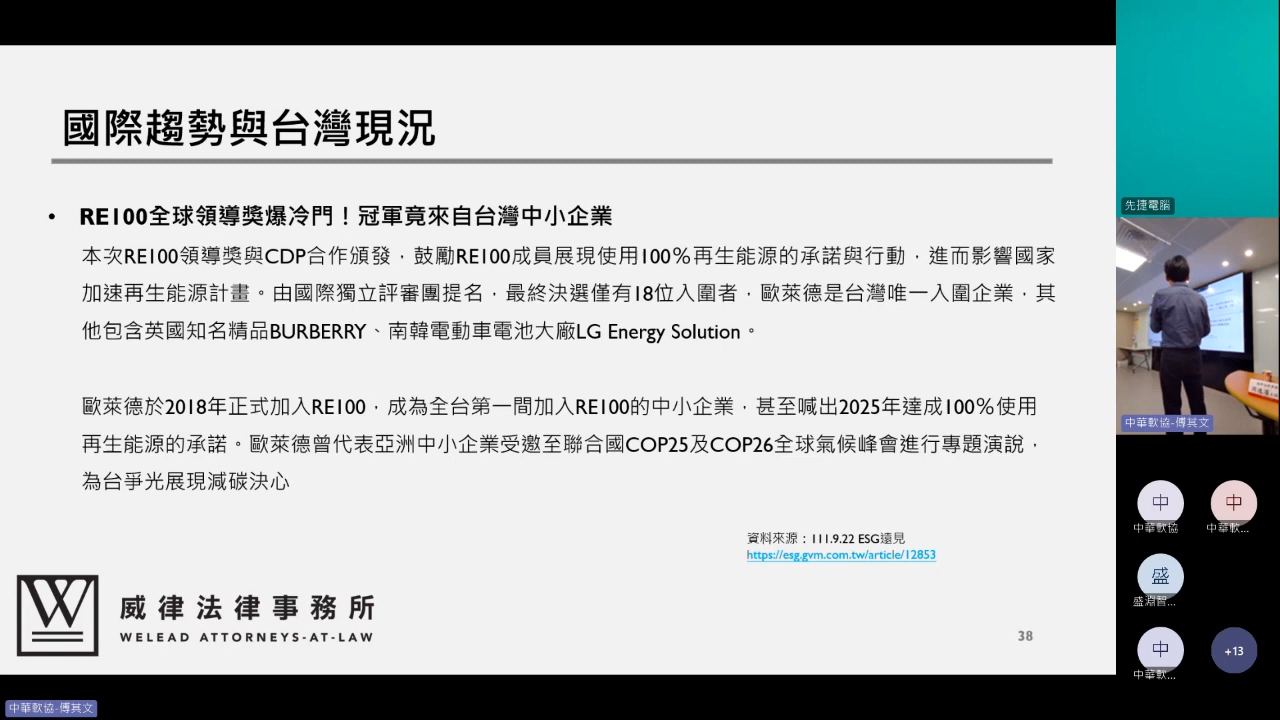 國際趨勢與台灣現況
• RE100全球領導獎爆冷門！冠軍竟來自台灣中小企業
本次RE100領導獎與CDP合作頒發，鼓勵RE100成員展現使用100%再生能源的承諾與行動，進而影響國家
加速再生能源計畫。由國際獨立評審團提名，最終決選僅有18位入圍者，歐萊德是台灣唯一入圍企業，其
他包含英國知名精品BURBERRY、南韓電動車電池大廠LG Energy Solution。
歐萊德於2018年正式加入RE100，成為全台第一間加入RE100的中小企業，甚至喊出2025年達成100%使用
再生能源的承諾。歐萊德曾代表亞洲中小企業受邀至聯合國COP25及COP26全球氣候峰會進行專題演說，
為台爭光展現減碳決心
資料來源：111.9.22 ESG遠見
https://esg.gvm.com.tw/article/12853
W
威律法律事務所
WELEAD ATTORNEYS-AT-LAW
38
中華軟協-傅其文
先捷電腦
中華軟協-傅其文
中
中華軟協
中
中華軟...
盛
盛淵智...
中
中華軟...
+13